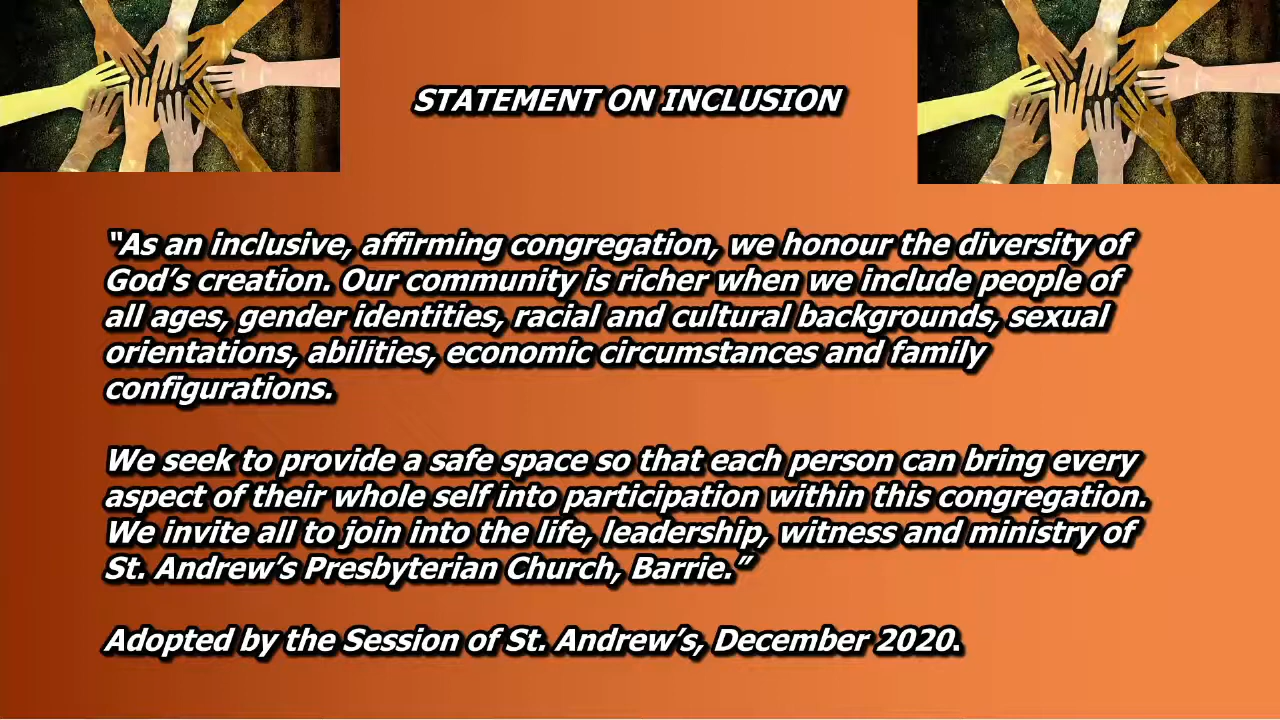 STATEMENT ON INCLUSION
“As an inclusive, affirming congregation, we honour the diversity of
God’s creation. Our community is richer when we include people of
all ages, gender identities, racial and cultural backgrounds, sexual
orientations, abilities, economic circumstances and family
configurations.
We seek to provide a safe space so that each person can bring every
aspect of their whole self into participation within this congregation.
We invite all to join into the life, leadership, witness and ministry of
St. Andrew’s Presbyterian Church, Barrie.”
Adopted by the Session of St. Andrew’s, December 2020.